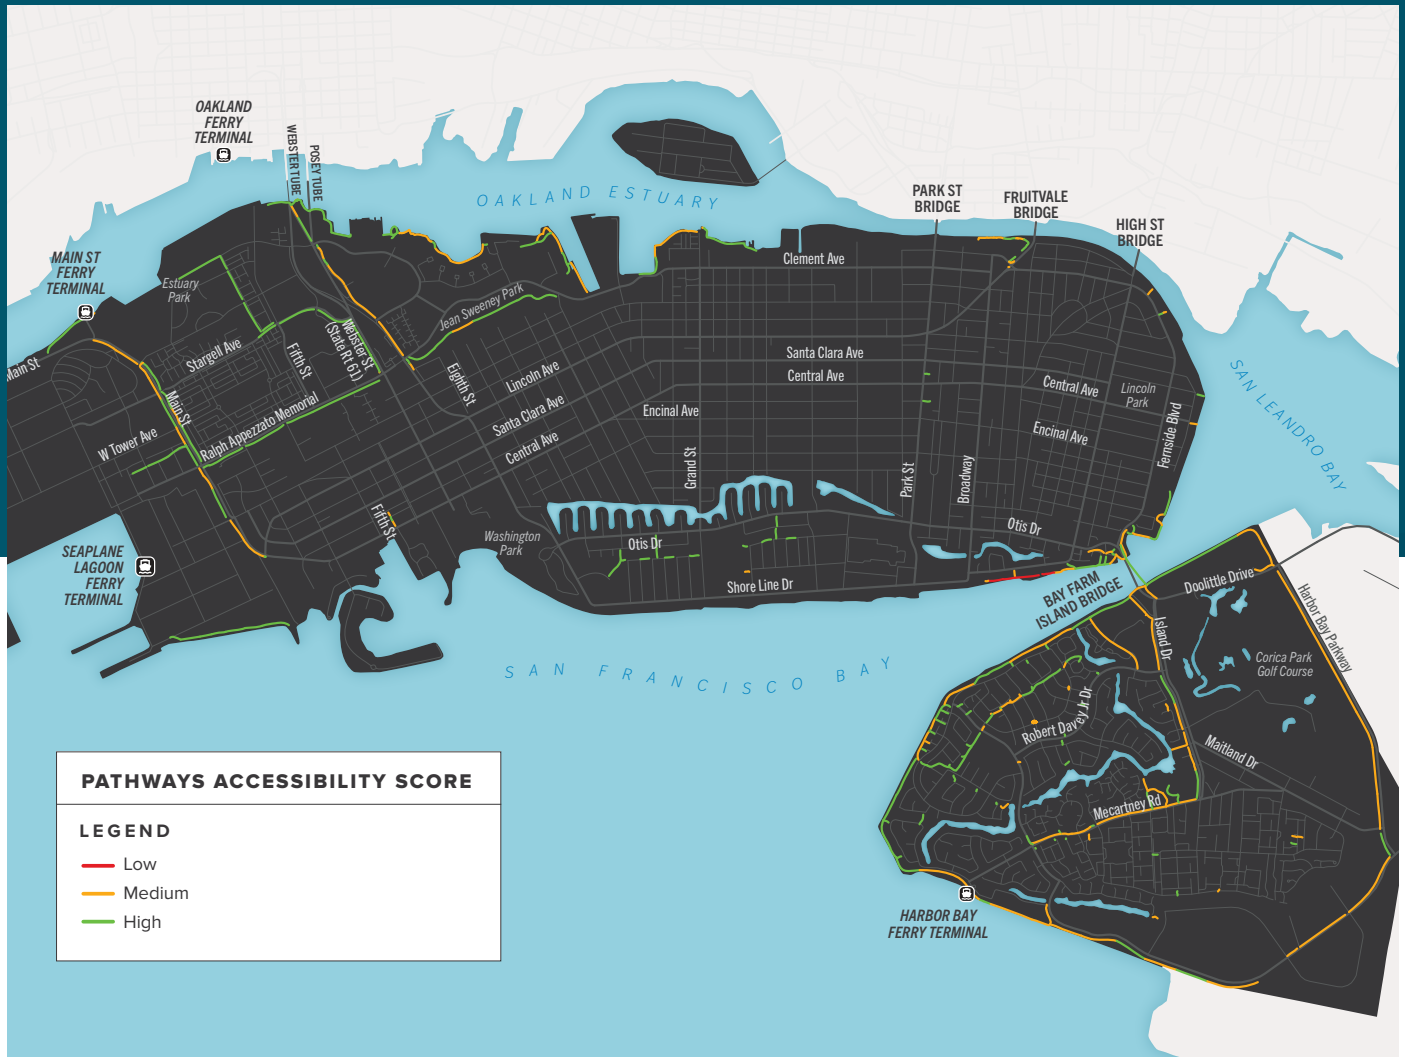 OAKLAND
FERRY
TERMINAL
WEBSTER TUBE
POSEY TUBE
OAKLAND ESTUARY
PARK ST
BRIDGE
FRUITVALE
BRIDGE
HIGH ST
BRIDGE
MAIN ST
FERRY
TERMINAL
Estuary
Park
Clement Ave
Jean Sweeney Park
Main St
Stargell Ave
Fifth St
Webster St
(State Rt 61)
Santa Clara Ave
Central Ave
Eighth St
Lincoln Ave
Central Ave
Lincoln
Park
SAN LEANDRO BAY
Main St
Ralph Appezzato Memorial
Santa Clara Ave
Encinal Ave
Encinal Ave
Fernside Blvd
W Tower Ave
Central Ave
Grand St
Park St
Broadway
Fifth St
Washington
Park
Otis Dr
Otis Dr
SEAPLANE
LAGOON
FERRY
TERMINAL
Shore Line Dr
BAY FARM
ISLAND BRIDGE
Doolittle Drive
Harbor Bay Parkway
Island Dr
Corica Park
Golf Course
SAN FRANCISCO BAY
Robert Davey Jr Dr
Maitland Dr
Mecartney Rd
HARBOR BAY
FERRY TERMINAL
PATHWAYS ACCESSIBILITY SCORE
LEGEND
Low
Medium
High